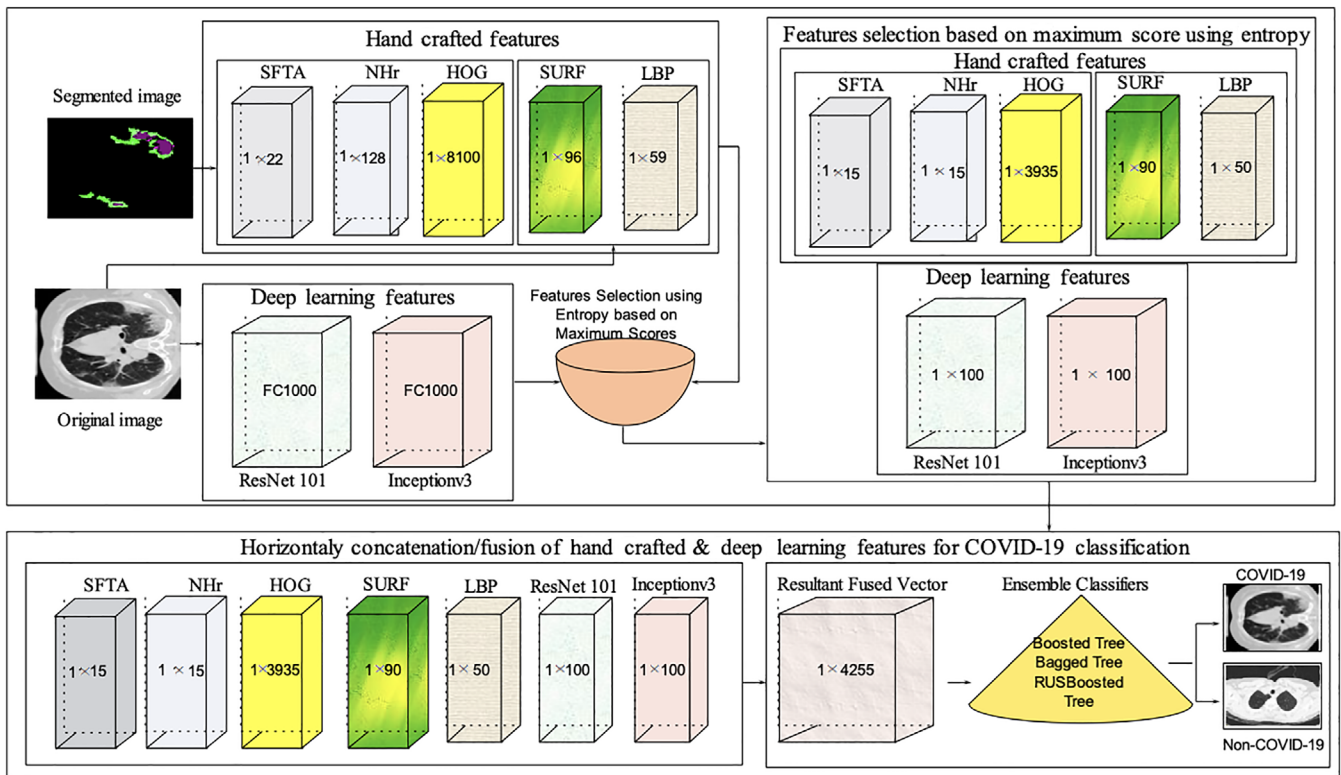 Hand crafted features
SFTA NHr HOG SURF LBP
Segmented image
1 ×22 1 ×128 1×8100 1 ×96 1×59
Original image
Deep learning features
FC1000 FC1000
ResNet 101 Inceptionv3
Features Selection using
Entropy based on
Maximum Scores
Features selection based on maximum score using entropy
Hand crafted features
SFTA NHr HOG SURF LBP
1 ×15 1 ×15 1 ×3935 1 ×90 1 × 50
Deep learning features
1 ×100 1 × 100
ResNet 101 Inceptionv3
Horizontaly concatenation/fusion of hand crafted & deep learning features for COVID-19 classification
SFTA NHr HOG SURF LBP ResNet 101 Inceptionv3
1 ×15 1 ×15 1×3935 1 ×90 1× 50 1×100 1×100
Resultant Fused Vector
1×4255
Ensemble Classifiers
Boosted Tree
Bagged Tree
RUSBoosted
Tree
COVID-19
Non-COVID-19